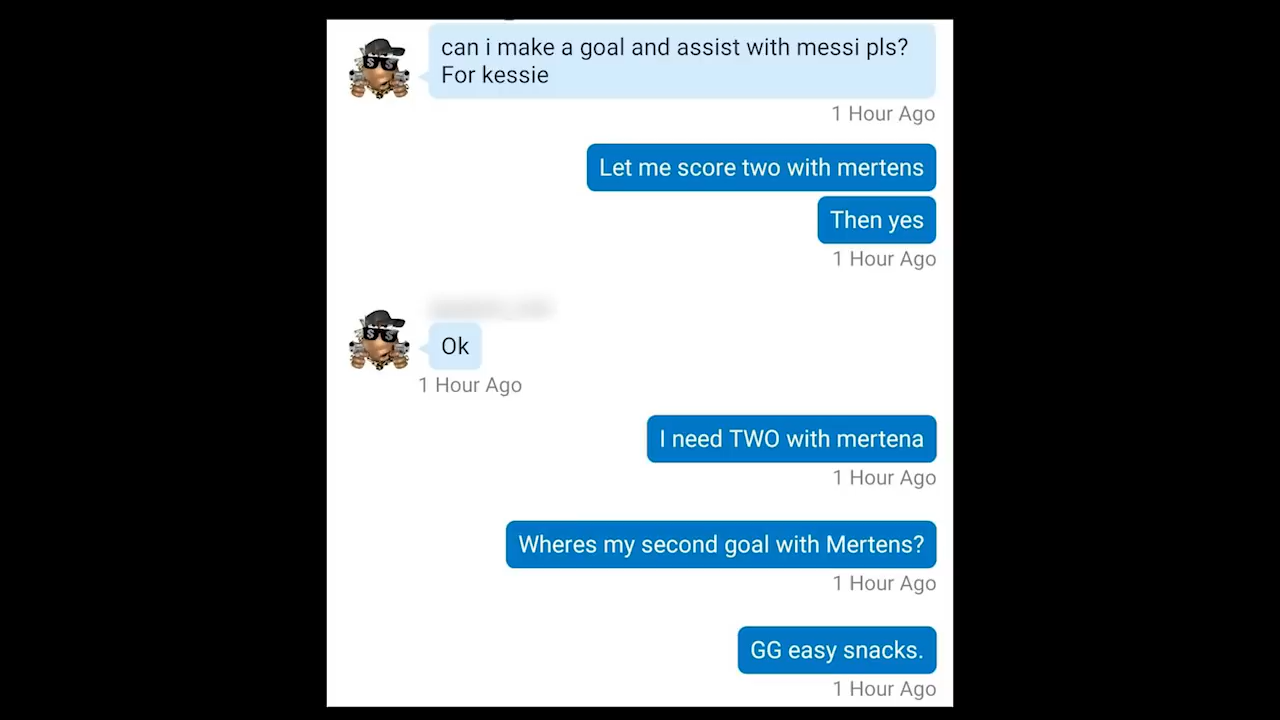 can i make a goal and assist with messi pls?
For kessie
1 Hour Ago
Let me score two with mertens
Then yes
1 Hour Ago
Ok
1 Hour Ago
I need TWO with mertena
1 Hour Ago
Wheres my second goal with Mertens?
1 Hour Ago
GG easy snacks.
1 Hour Ago